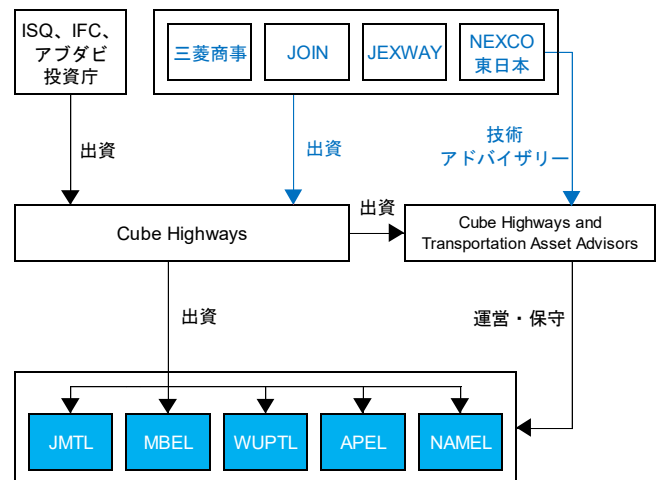 ISQ、IFC、
アブダビ
投資庁
三菱商事
JOIN
JEXWAY
NEXCO
東日本
出資
出資
技術
アドバイザリー
Cube Highways
出資
Cube Highways and
Transportation Asset Advisors
出資
運営・保守
JMTL
MBEL
WUPTL
APEL
NAMEL